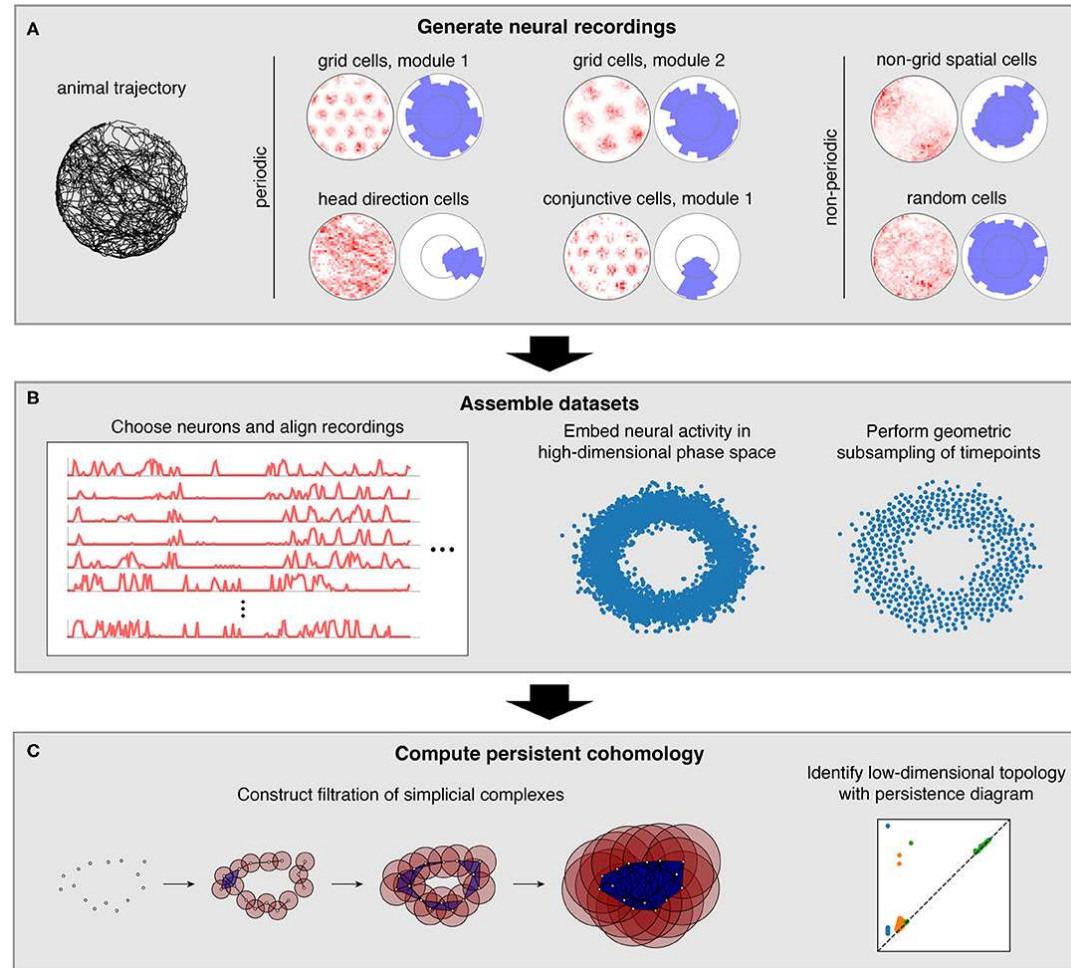 A
Generate neural recordings
animal trajectory
periodic
grid cells, module 1
grid cells, module 2
head direction cells
conjunctive cells, module 1
non-periodic
non-grid spatial cells
random cells
B
Assemble datasets
Choose neurons and align recordings
Embed neural activity in
high-dimensional phase space
Perform geometric
subsampling of timepoints
C
Compute persistent cohomology
Construct filtration of simplicial complexes
Identify low-dimensional topology
with persistence diagram